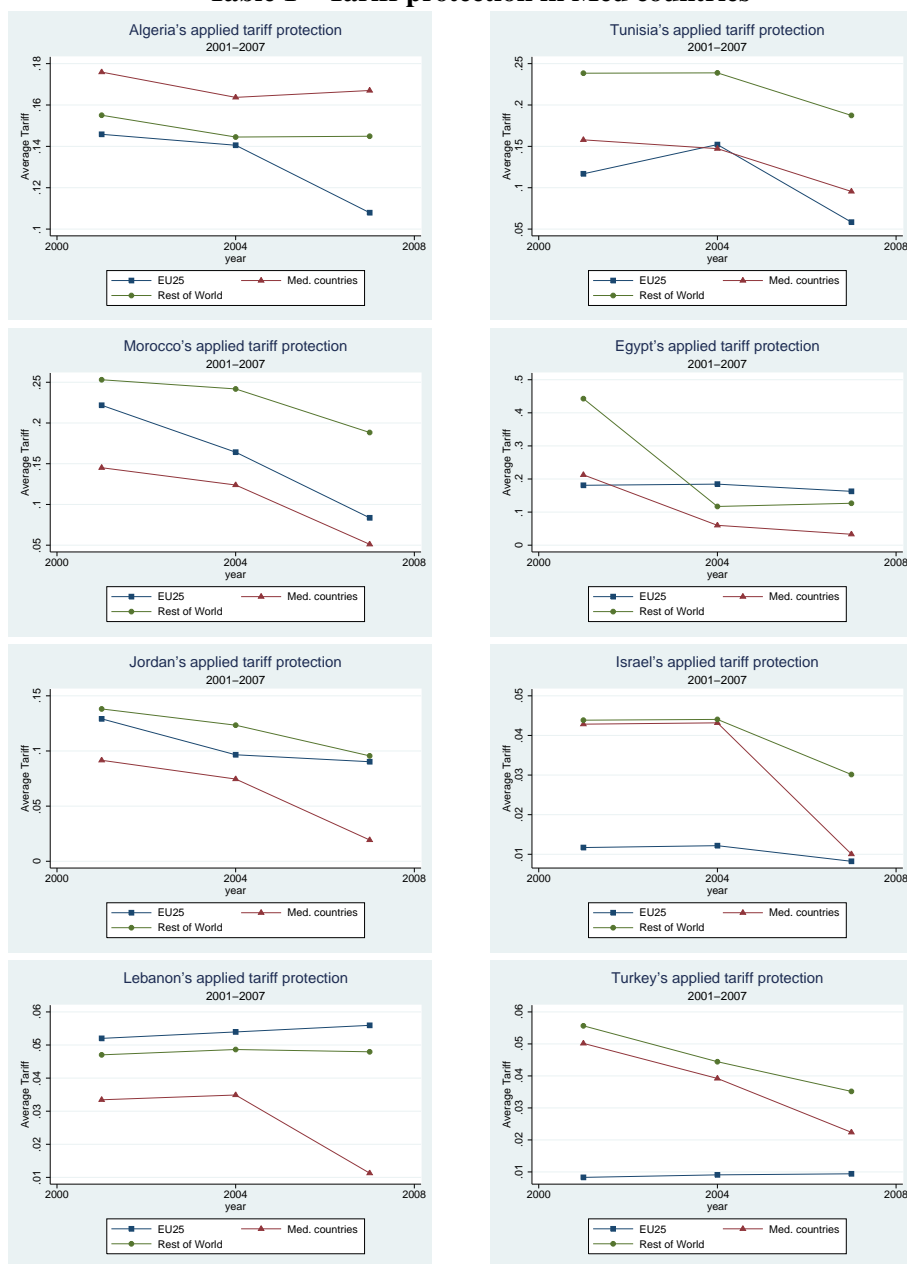 Table 1 – Tariff protection in Med countries
Algeria's applied tariff protection
2001−2007
Average Tariff
.18
.16
.14
.12
.1
2000 2004 2008
year
EU25 Med. countries
Rest of World
Tunisia's applied tariff protection
2001−2007
Average Tariff
.25
.2
.15
.1
.05
2000 2004 2008
year
EU25 Med. countries
Rest of World
Morocco's applied tariff protection
2001−2007
Average Tariff
.25
.2
.15
.1
.05
2000 2004 2008
year
EU25 Med. countries
Rest of World
Egypt's applied tariff protection
2001−2007
Average Tariff
.5
.4
.3
.2
.1
0
2000 2004 2008
year
EU25 Med. countries
Rest of World
Jordan's applied tariff protection
2001−2007
Average Tariff
.15
.1
.05
0
2000 2004 2008
year
EU25 Med. countries
Rest of World
Israel's applied tariff protection
2001−2007
Average Tariff
.05
.04
.03
.02
.01
2000 2004 2008
year
EU25 Med. countries
Rest of World
Lebanon's applied tariff protection
2001−2007
Average Tariff
.06
.05
.04
.03
.02
.01
2000 2004 2008
year
EU25 Med. countries
Rest of World
Turkey's applied tariff protection
2001−2007
Average Tariff
.06
.05
.04
.03
.02
.01
2000 2004 2008
year
EU25 Med. countries
Rest of World